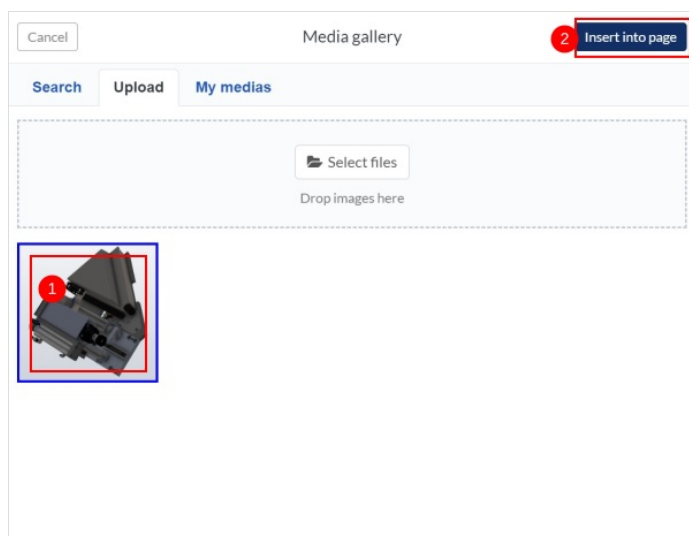 Cancel
Media gallery
2
Insert into page
Search
Upload
My medias
Select files
Drop images here
1